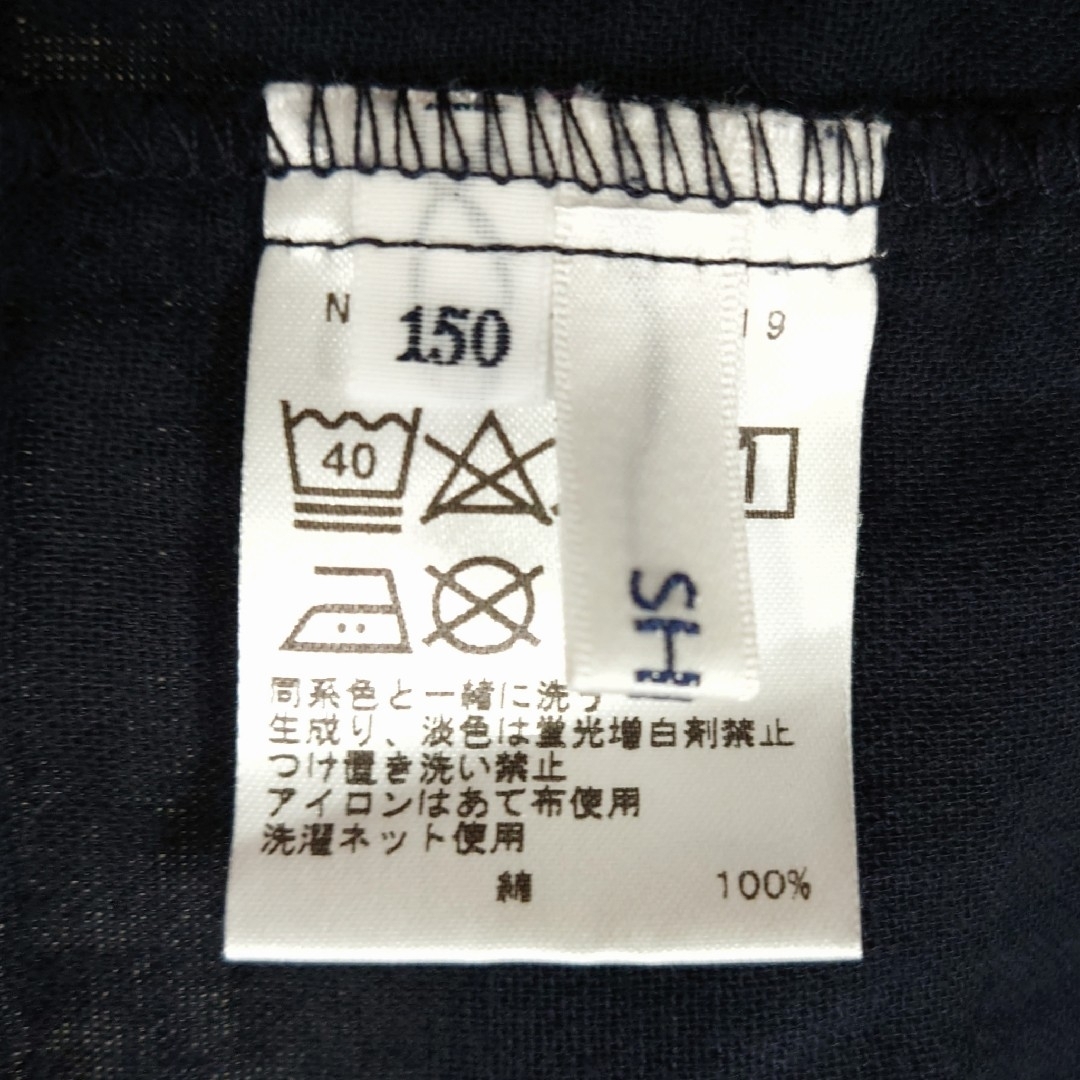 150
40
SH
同系色と一緒に洗う
生成り、淡色は蛍光増白剤禁止
つけ置き洗い禁止
アイロンはあて布使用
洗濯ネット使用
綿 100%